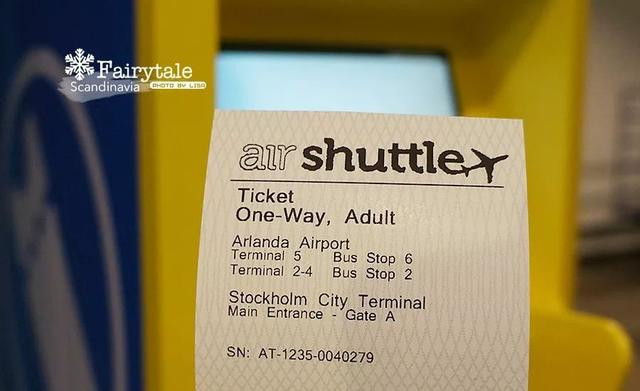 Fairytale
Scandinavia PHOTO BY LISA
air shuttle
Ticket
One-Way, Adult
Arlanda Airport
Terminal 5 Bus Stop 6
Terminal 2-4 Bus Stop 2
Stockholm City Terminal
Main Entrance - Gate A
SN: AT-1235-0040279